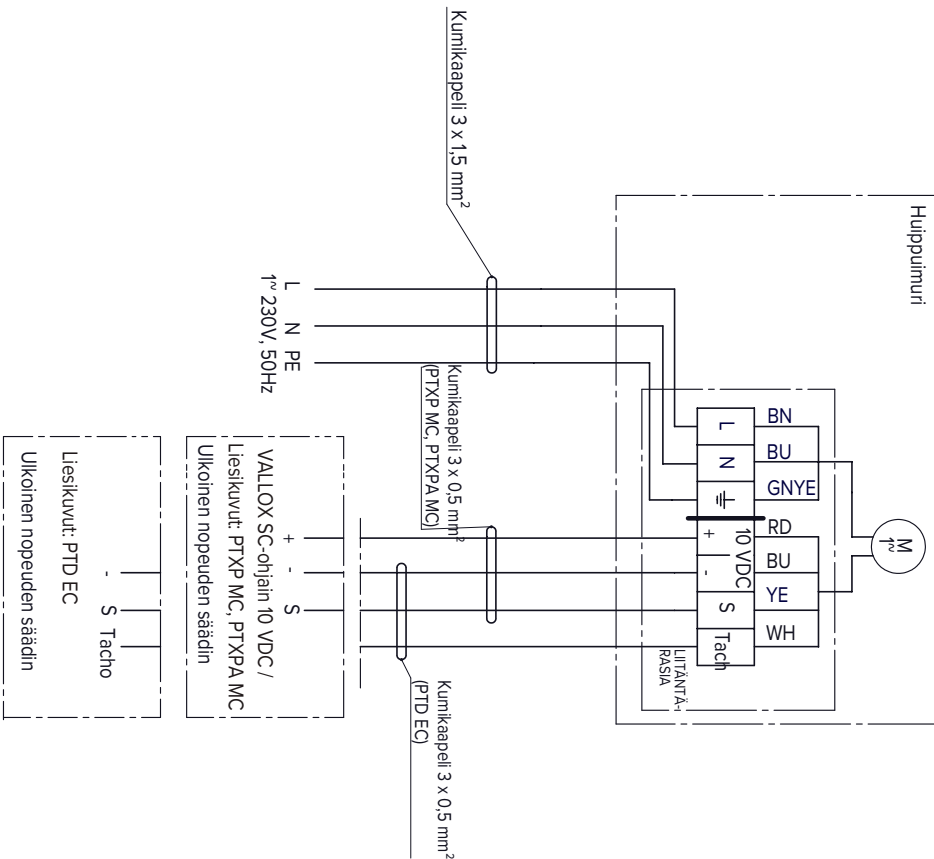 Huippuimuri
Kumikaapeli 3 x 1,5 mm²
L N PE
1~ 230V, 50Hz
L
N
+
10 VDC
-
S
Tach
BN
BU
GNYE
RD
BU
YE
WH
M
1~
LIITÄNTÄ-
RASIA
Kumikaapeli 3 x 0,5 mm²
(PTXP MC, PTXPA MC)
Kumikaapeli 3 x 0,5 mm²
(PTD EC)
+ - S
VALLOX SC-ohjain 10 VDC /
Liesikuvut: PTXP MC, PTXPA MC
Ulkoinen nopeuden säädin
- S Tacho
Liesikuvut: PTD EC
Ulkoinen nopeuden säädin